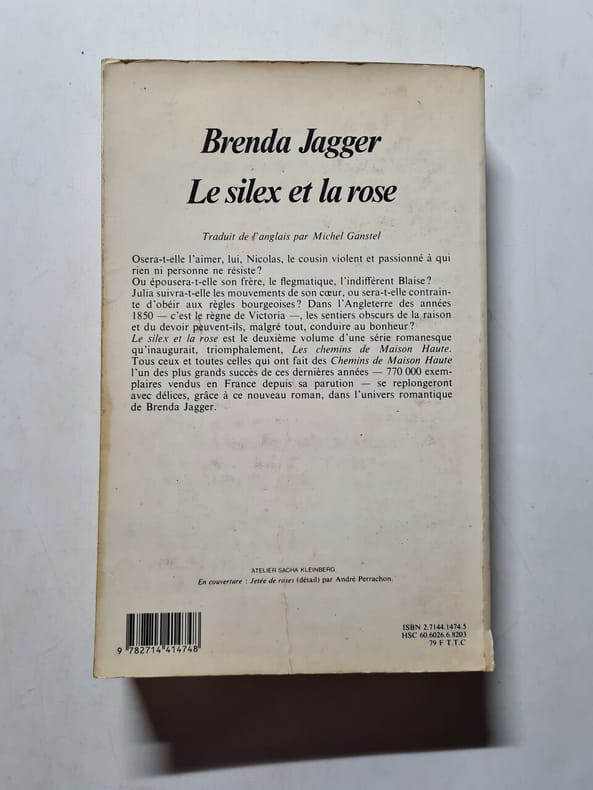 Brenda Jagger
Le silex et la rose
Traduit de l'anglais par Michel Ganstel
Osera-t-elle l'aimer, lui, Nicolas, le cousin violent et passionné à qui
rien ni personne ne résiste ?
Ou épousera-t-elle son frère, le flegmatique, l'indifférent Blaise ?
Julia suivra-t-elle les mouvements de son cœur, ou sera-t-elle contrain-
te d'obéir aux règles bourgeoises ? Dans l'Angleterre des années
1850 — c'est le règne de Victoria —, les sentiers obscurs de la raison
et du devoir peuvent-ils, malgré tout, conduire au bonheur ?
Le silex et la rose est le deuxième volume d'une série romanesque
qu'inaugurait, triomphalement, Les chemins de Maison Haute.
Tous ceux et toutes celles qui ont fait des Chemins de Maison Haute
l'un des plus grands succès de ces dernières années — 770 000 exem-
plaires vendus en France depuis sa parution — se replongeront
avec délices, grâce à ce nouveau roman, dans l'univers romantique
de Brenda Jagger.
ATELIER SACHA KLEINBERG
En couverture : Jetée de roses (détail) par André Perrachon.
ISBN 2.7144.1474.5
HSC 60.6026.6.8203
79 F T.T.C
9 782714 414748